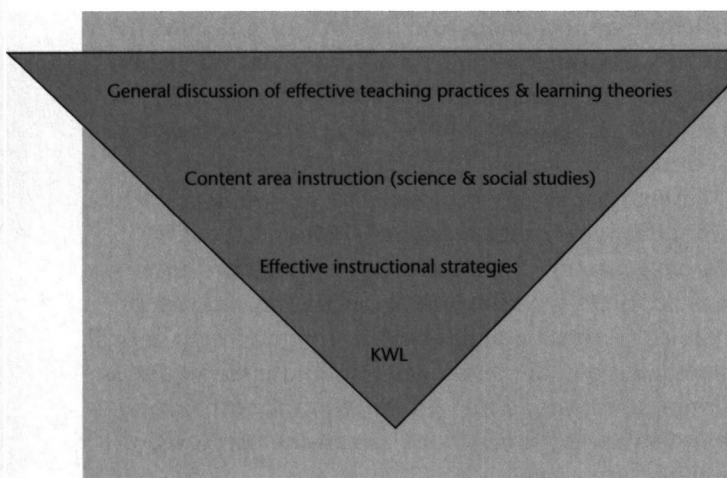 General discussion of effective teaching practices & learning theories
Content area instruction (science & social studies)
Effective instructional strategies
KWL